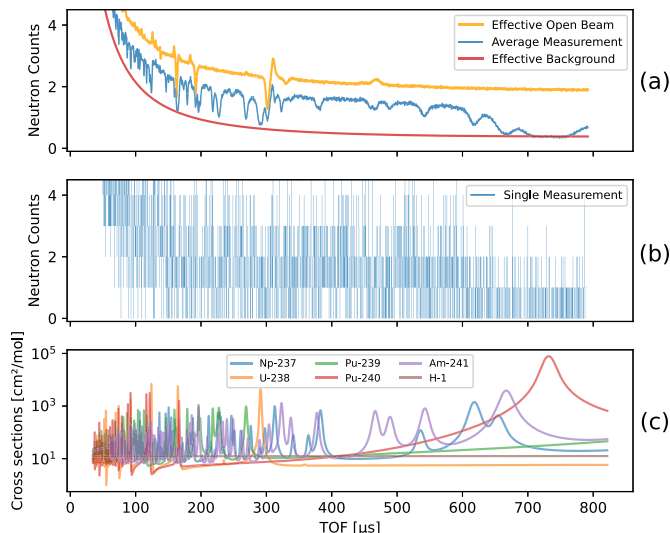 Neutron Counts
4
2
0
Effective Open Beam
Average Measurement
Effective Background
(a)
Neutron Counts
4
2
0
Single Measurement
(b)
Cross sections [cm²/mol]
10⁵
10³
10¹
Np-237 Pu-239 Am-241
U-238 Pu-240 H-1
(c)
0 100 200 300 400 500 600 700 800
TOF [μs]